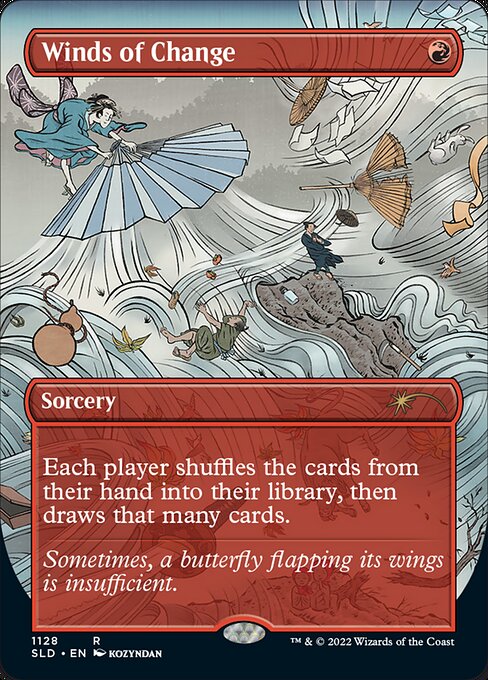 Winds of Change
Sorcery
Each player shuffles the cards from
their hand into their library, then
draws that many cards.
Sometimes, a butterfly flapping its wings
is insufficient.
1128 R
SLD • EN KOZYNDAN
™ & © 2022 Wizards of the Coast